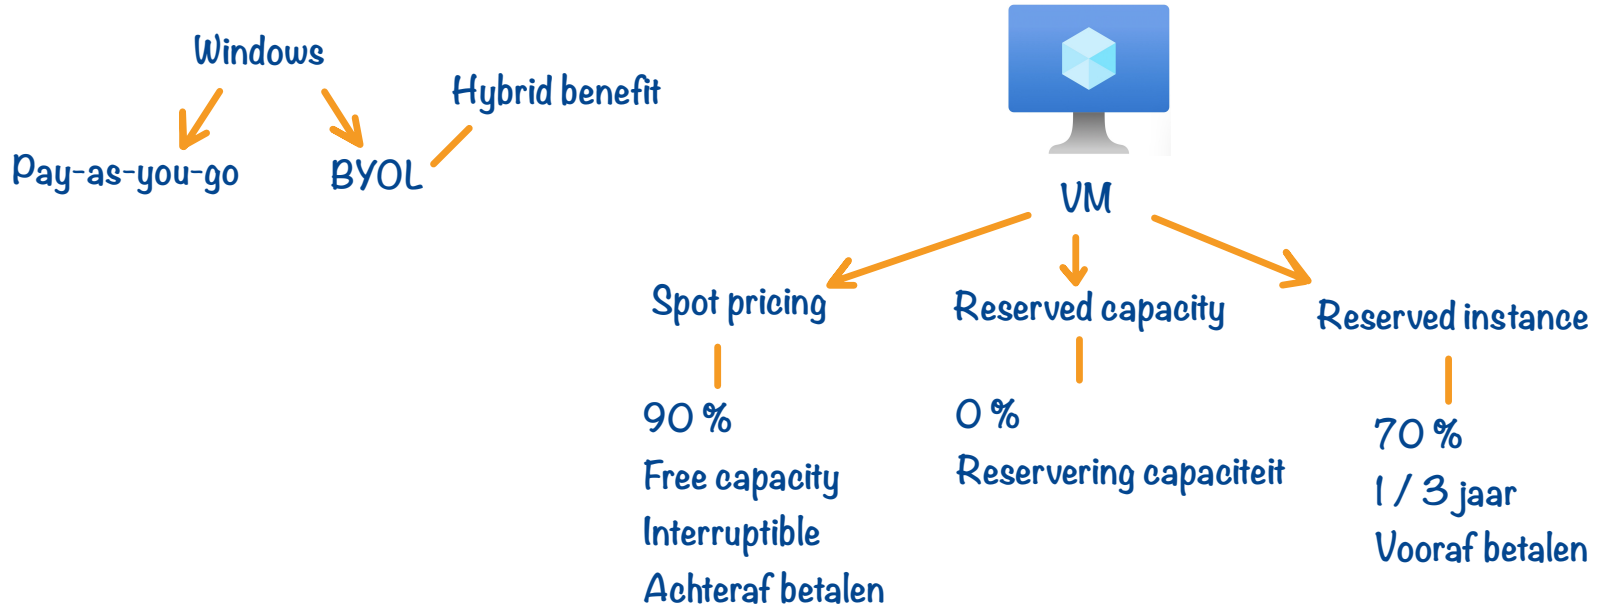 Windows
Hybrid benefit
Pay-as-you-go
BYOL
VM
Spot pricing
Reserved capacity
Reserved instance
90 %
Free capacity
Interruptible
Achteraf betalen
0 %
Reservering capaciteit
70 %
1 / 3 jaar
Vooraf betalen